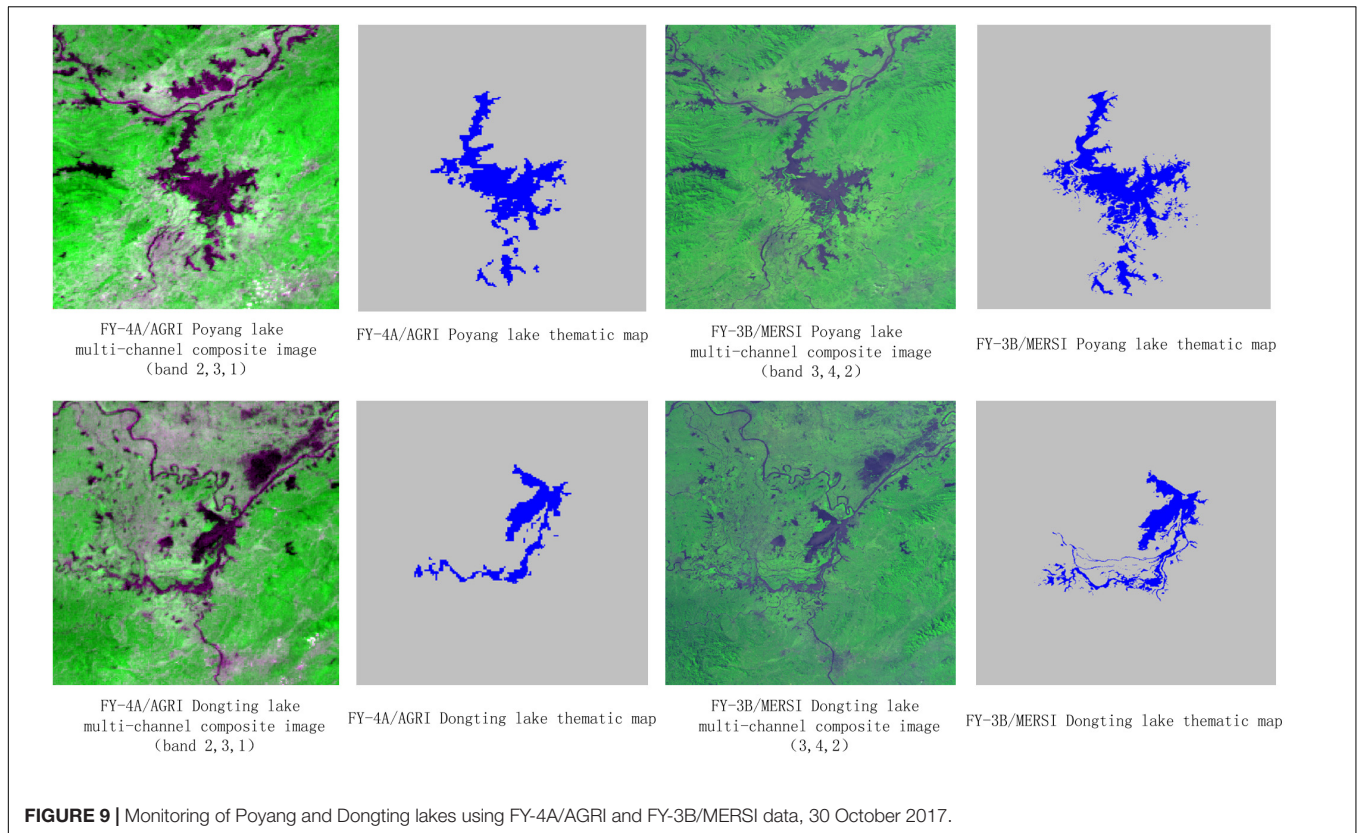 FY-4A/AGRI Poyang lake
multi-channel composite image
(band 2,3,1)
FY-4A/AGRI Poyang lake thematic map
FY-3B/MERSI Poyang lake
multi-channel composite image
(band 3,4,2)
FY-3B/MERSI Poyang lake thematic map
FY-4A/AGRI Dongting lake
multi-channel composite image
(band 2,3,1)
FY-4A/AGRI Dongting lake thematic map
FY-3B/MERSI Dongting lake
multi-channel composite image
(3,4,2)
FY-3B/MERSI Dongting lake thematic map
FIGURE 9 | Monitoring of Poyang and Dongting lakes using FY-4A/AGRI and FY-3B/MERSI data, 30 October 2017.